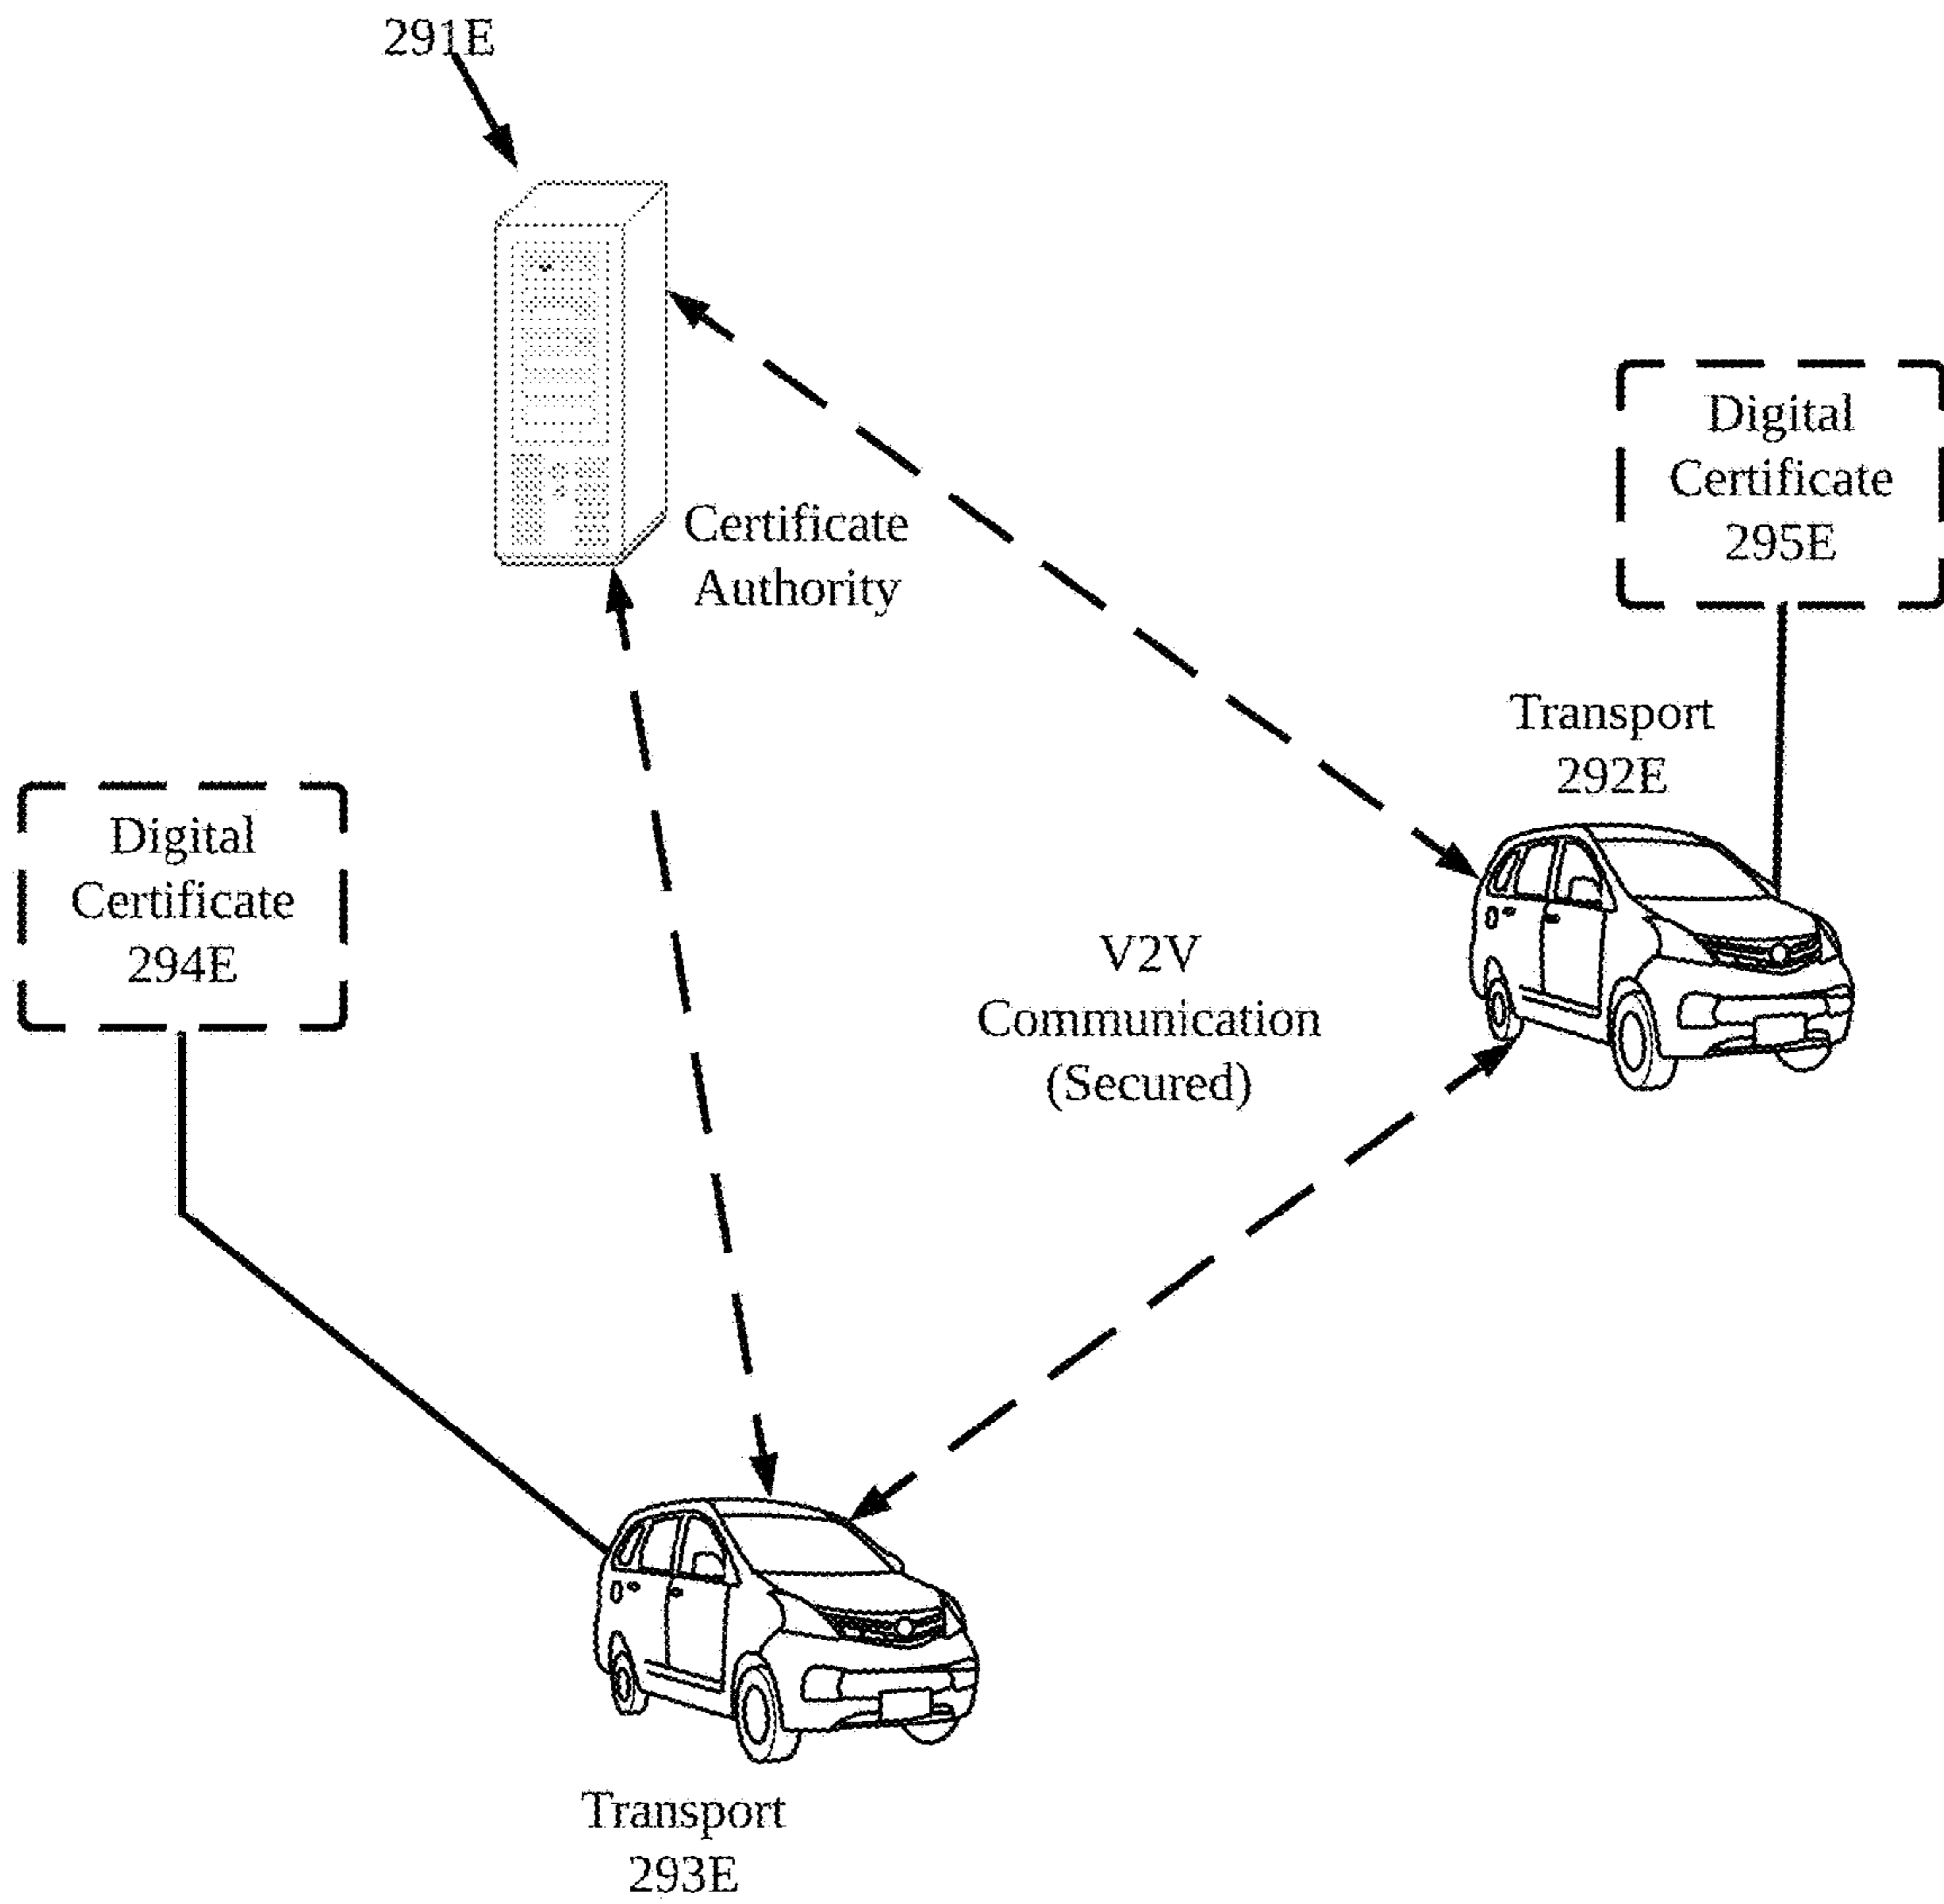 291E
Certificate
Authority
Digital
Certificate
295E
Transport
292E
Digital
Certificate
294E
V2V
Communication
(Secured)
Transport
293E